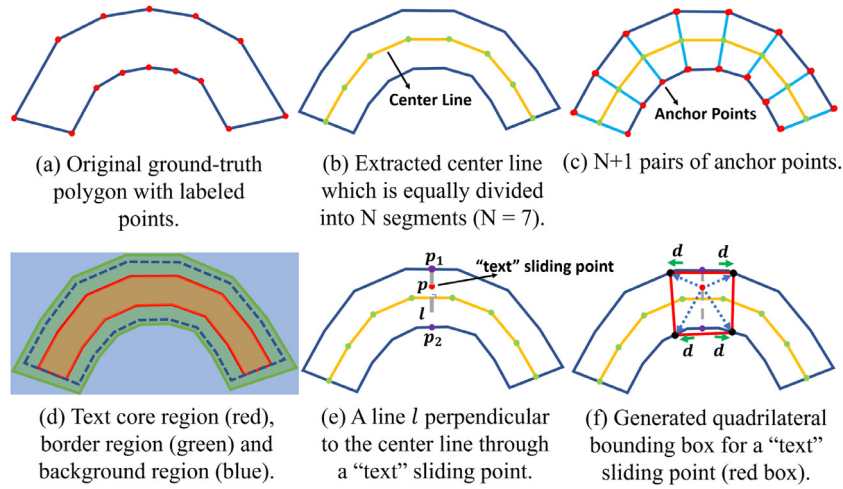 Center Line
Anchor Points
(a) Original ground-truth
polygon with labeled
points.
(b) Extracted center line
which is equally divided
into N segments (N = 7).
(c) N+1 pairs of anchor points.
p₁
"text" sliding point
p
l
p₂
d d
d d
(d) Text core region (red),
border region (green) and
background region (blue).
(e) A line l perpendicular
to the center line through
a "text" sliding point.
(f) Generated quadrilateral
bounding box for a "text"
sliding point (red box).